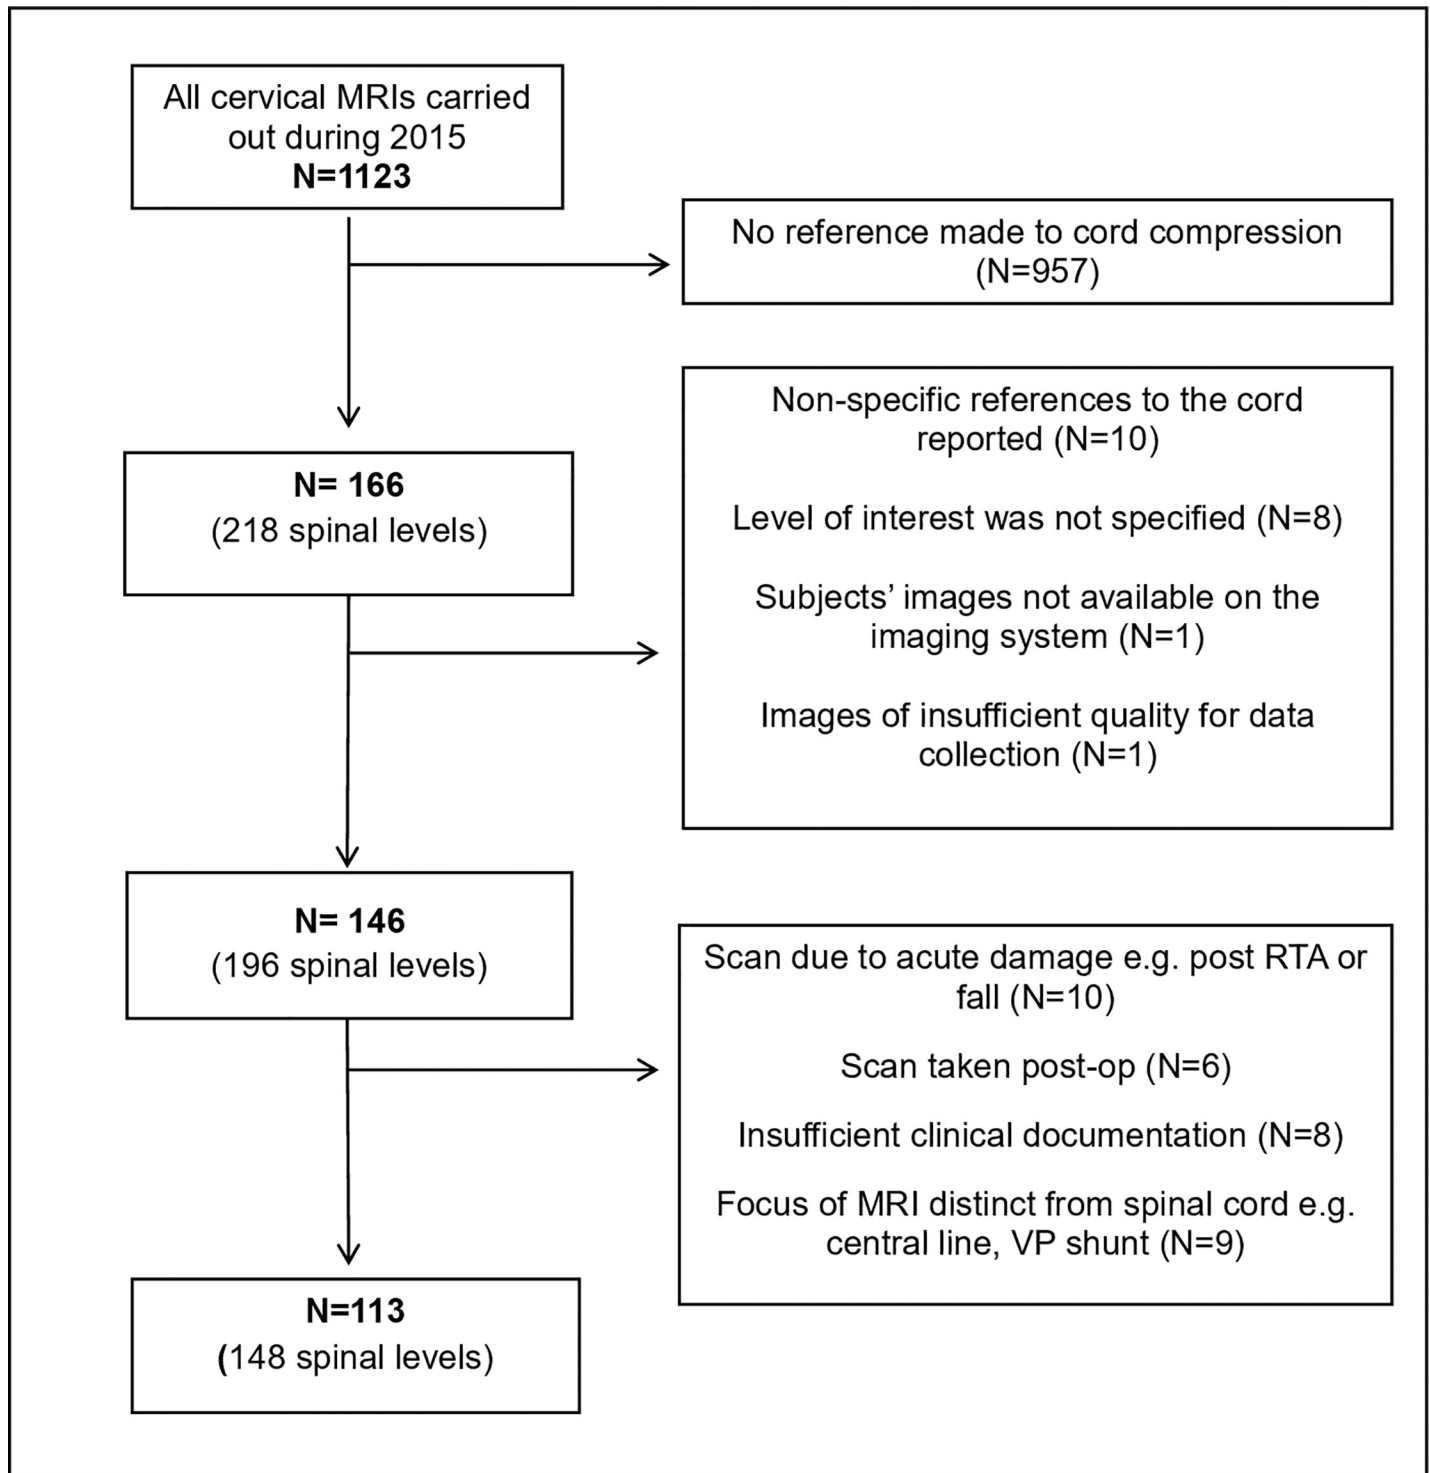 All cervical MRIs carried
out during 2015
N=1123
No reference made to cord compression
(N=957)
N= 166
(218 spinal levels)
Non-specific references to the cord
reported (N=10)
Level of interest was not specified (N=8)
Subjects’ images not available on the
imaging system (N=1)
Images of insufficient quality for data
collection (N=1)
N= 146
(196 spinal levels)
Scan due to acute damage e.g. post RTA or
fall (N=10)
Scan taken post-op (N=6)
Insufficient clinical documentation (N=8)
Focus of MRI distinct from spinal cord e.g.
central line, VP shunt (N=9)
N=113
(148 spinal levels)